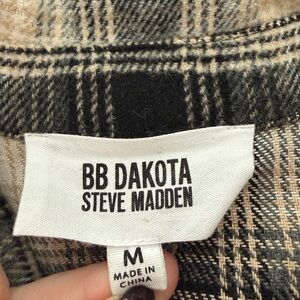 BB DAKOTA
STEVE MADDEN
M
MADE IN
CHINA